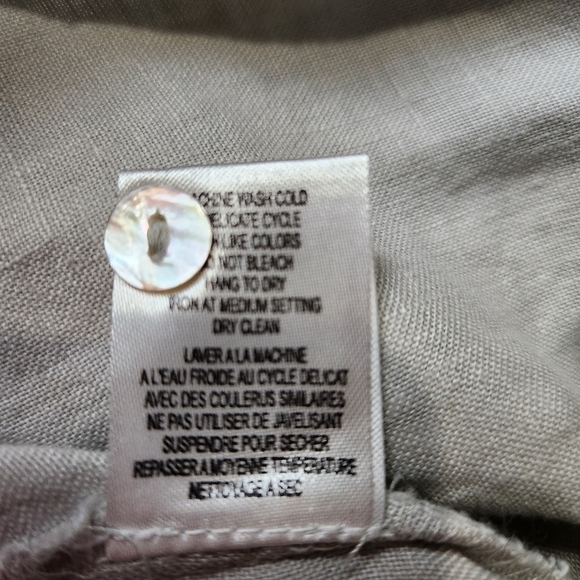 ACHINE WASH COLD
DELICATE CYCLE
LIKE COLORS
NOT BLEACH
HANG TO DRY
IRON AT MEDIUM SETTING
DRY CLEAN
LAVER A LA MACHINE
A L'EAU FROIDE AU CYCLE DELICAT
AVEC DES COULERUS SIMILAIRES
NE PAS UTILISER DE JAVELISANT
SUSPENDRE POUR SECHER
REPASSER A MOYENNE TEMPERATURE
NETTOYAGE A SEC